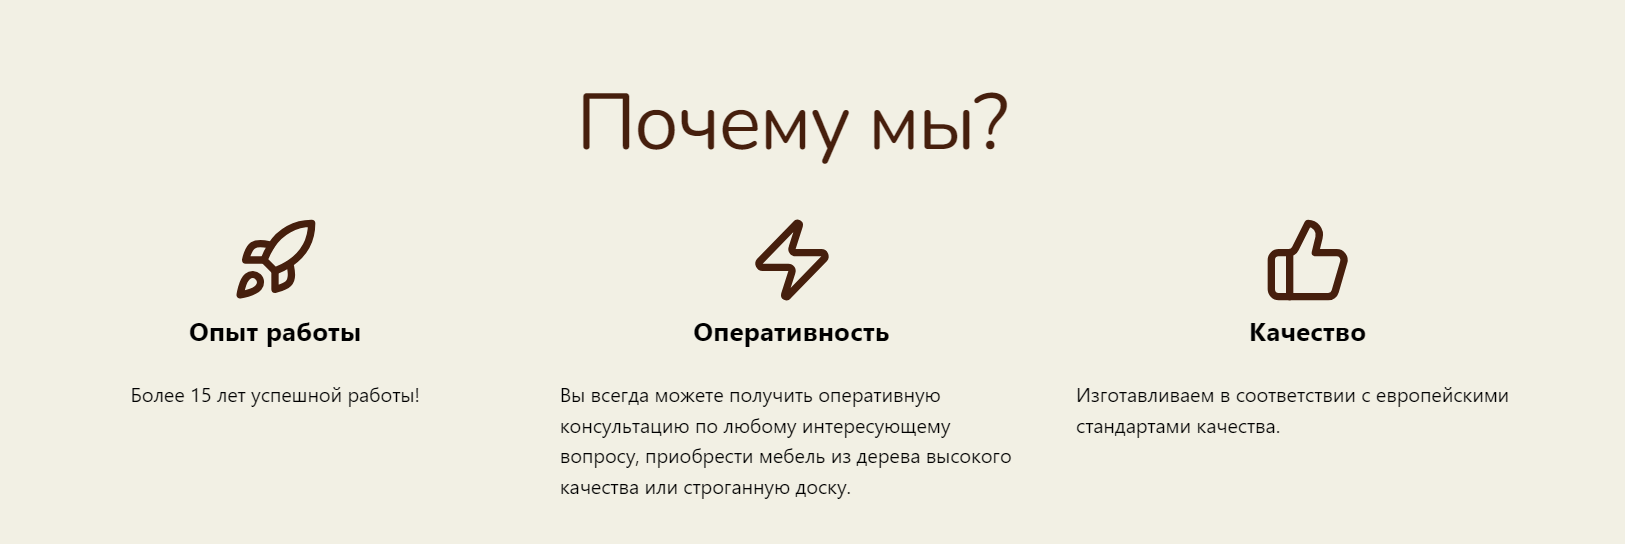 Почему мы?
Опыт работы
Более 15 лет успешной работы!
Оперативность
Вы всегда можете получить оперативную
консультацию по любому интересующему
вопросу, приобрести мебель из дерева высокого
качества или строганную доску.
Качество
Изготавливаем в соответствии с европейскими
стандартами качества.